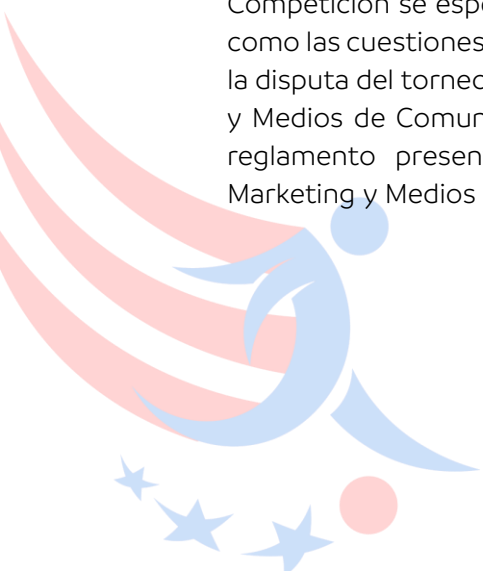 Competición se espe
como las cuestiones
la disputa del torneo
y Medios de Comun
reglamento presen
Marketing y Medios